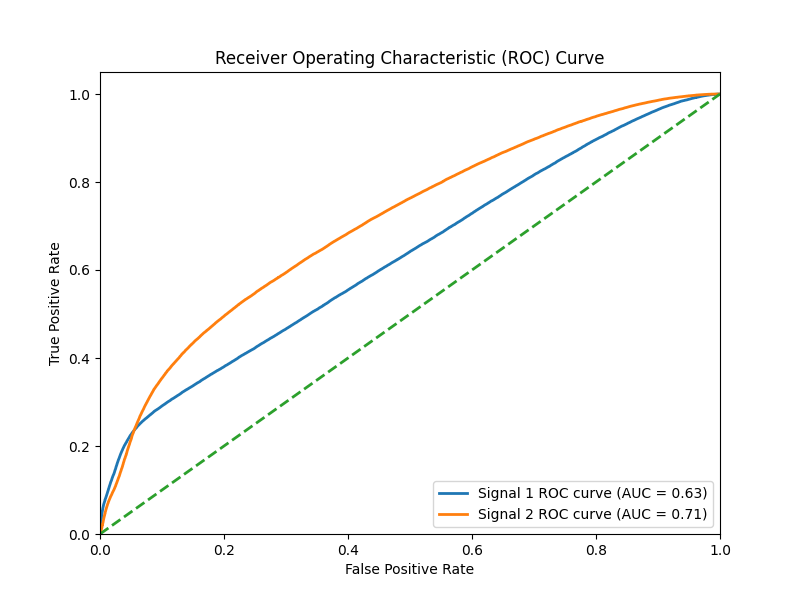 Receiver Operating Characteristic (ROC) Curve
True Positive Rate
1.0
0.8
0.6
0.4
0.2
0.0
Signal 1 ROC curve (AUC = 0.63)
Signal 2 ROC curve (AUC = 0.71)
0.0 0.2 0.4 0.6 0.8 1.0
False Positive Rate